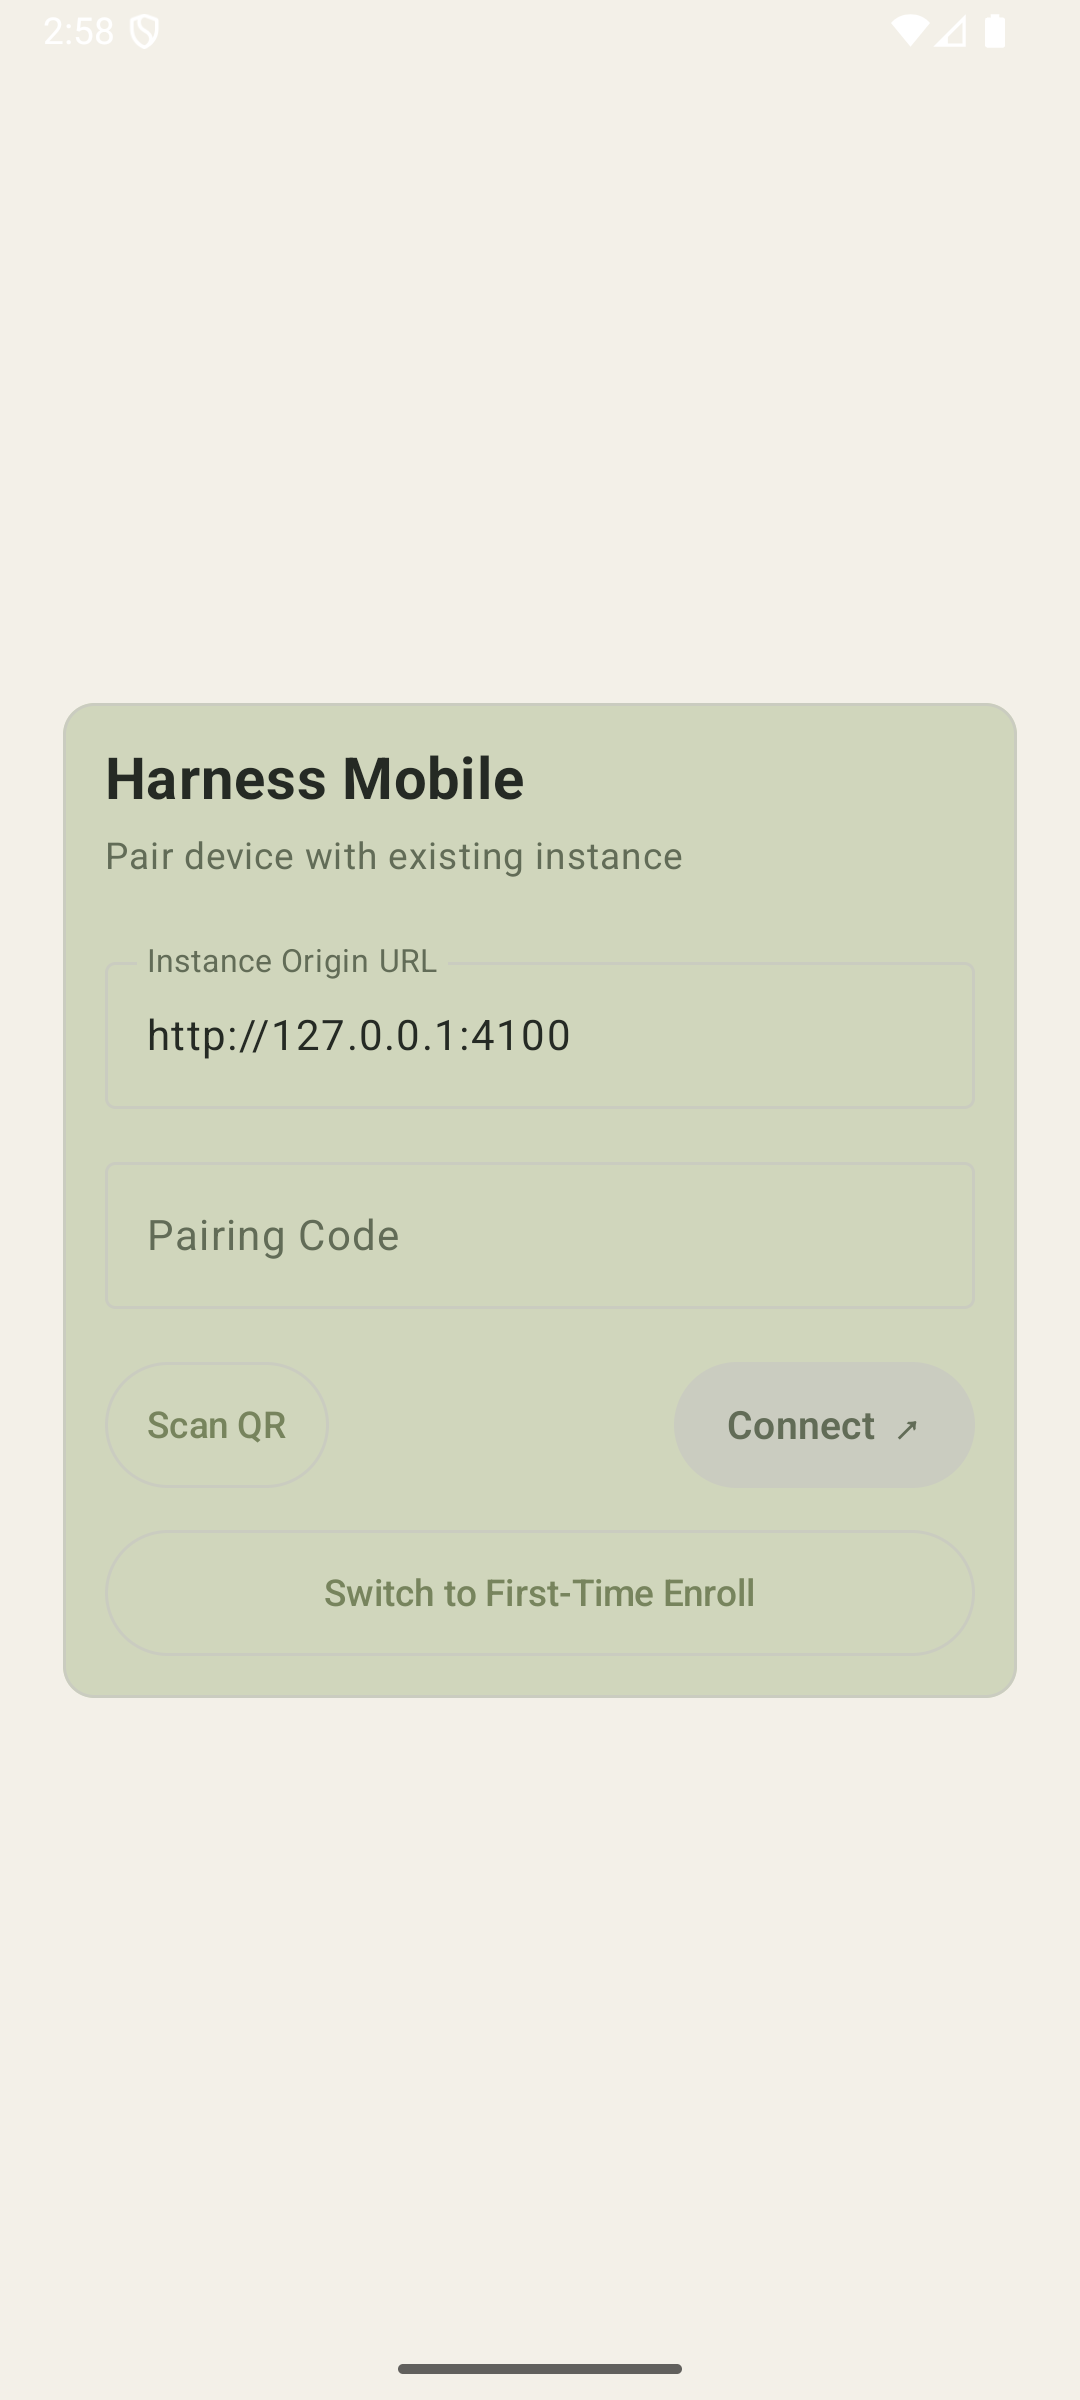 2:58
Harness Mobile
Pair device with existing instance
Instance Origin URL
http://127.0.0.1:4100
Pairing Code
Scan QR
Connect ↗
Switch to First-Time Enroll